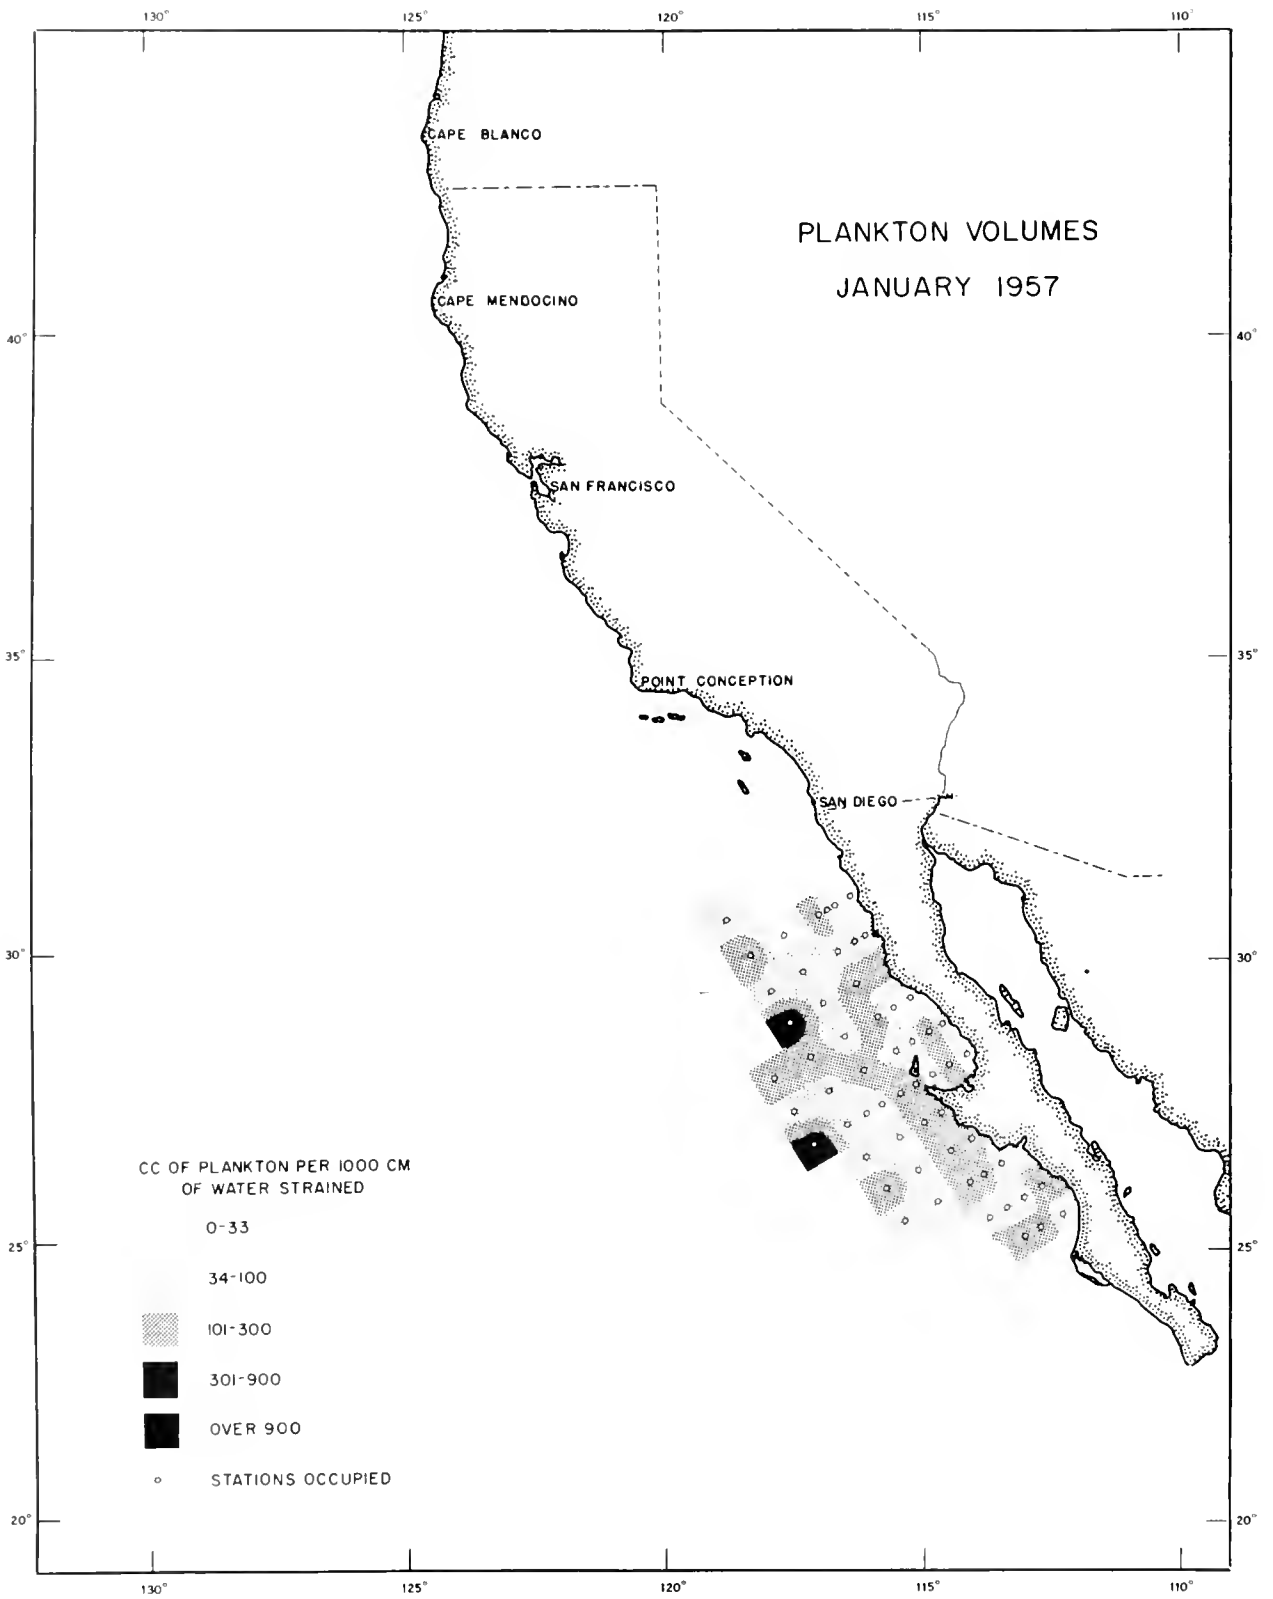 130° 125° 120° 115° 110°
CAPE BLANCO
PLANKTON VOLUMES
JANUARY 1957
CAPE MENDOCINO
40° 40°
SAN FRANCISCO
35° 35°
POINT CONCEPTION
SAN DIEGO
30° 30°
CC OF PLANKTON PER 1000 CM
OF WATER STRAINED
0-33
25° 25°
34-100
101-300
301-900
OVER 900
STATIONS OCCUPIED
20° 20°
130° 125° 120° 115° 110°